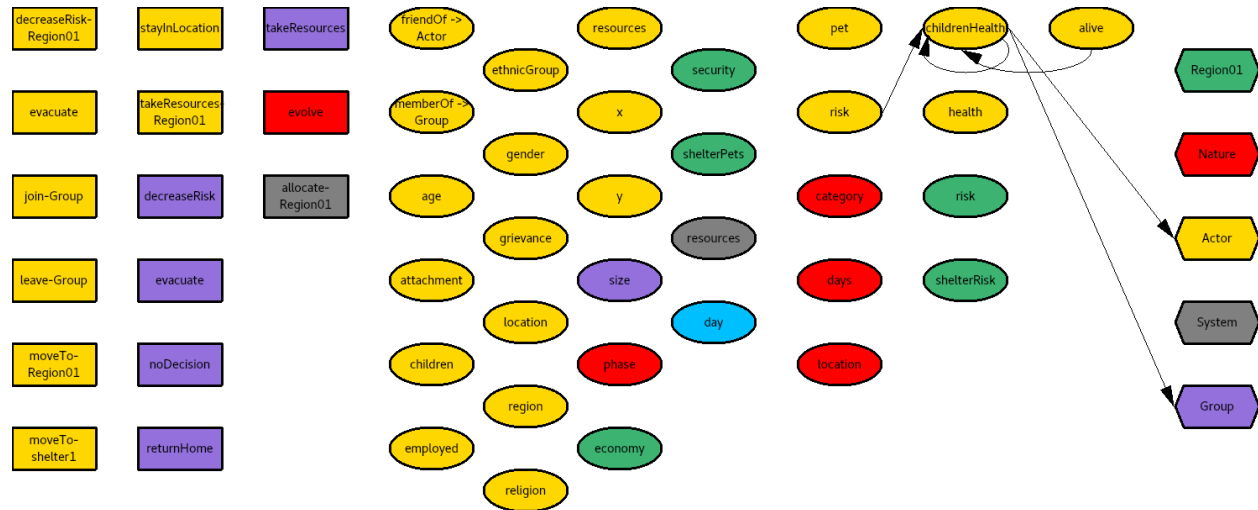 decreaseRisk-
Region01
stayInLocation
takeResources
friendOf ->
Actor
resources
pet
childrenHealth
alive
ethnicGroup
security
Region01
evacuate
takeResources-
Region01
evolve
memberOf ->
Group
x
risk
health
gender
shelterPets
Nature
join-Group
decreaseRisk
allocate-
Region01
age
y
category
risk
grievance
resources
Actor
leave-Group
evacuate
attachment
size
days
shelterRisk
location
day
System
moveTo-
Region01
noDecision
children
phase
location
region
Group
moveTo-
shelter1
returnHome
employed
economy
religion